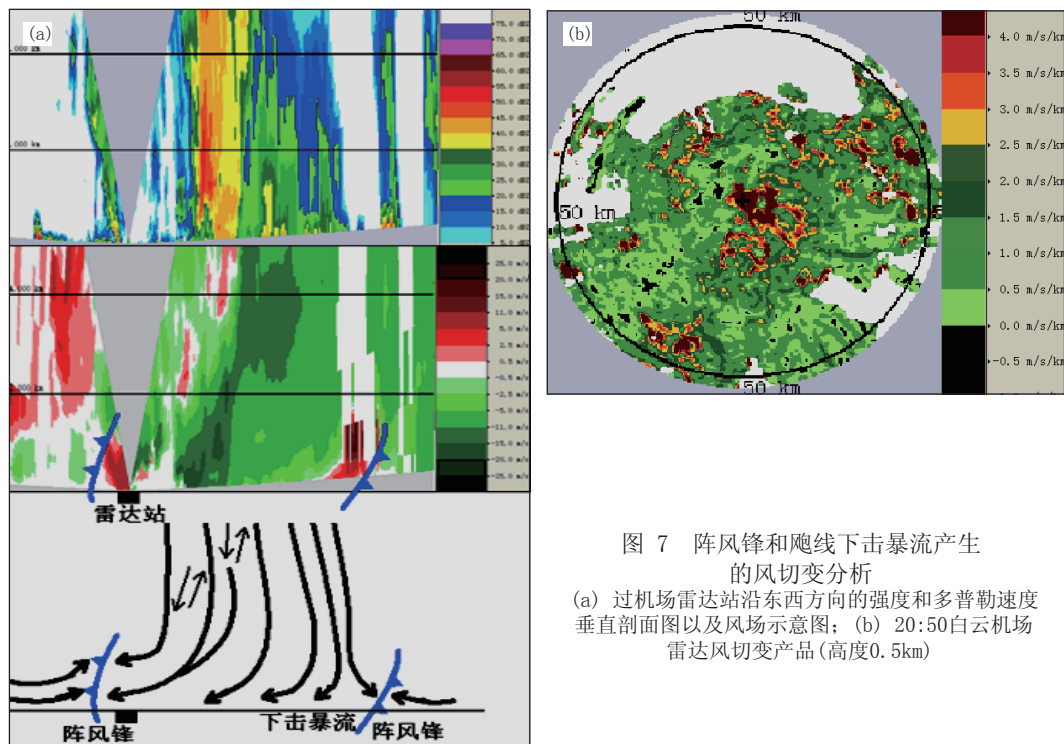 (a)
75.0 dBZ
70.0 dBZ
65.0 dBZ
60.0 dBZ
55.0 dBZ
50.0 dBZ
45.0 dBZ
40.0 dBZ
35.0 dBZ
30.0 dBZ
25.0 dBZ
20.0 dBZ
15.0 dBZ
10.0 dBZ
.000 km
.000 km
25.0 m/s
20.0 m/s
15.0 m/s
11.0 m/s
5.0 m/s
2.5 m/s
0.5 m/s
-0.5 m/s
-2.5 m/s
-5.0 m/s
-11.0 m/s
-15.0 m/s
-20.0 m/s
-25.0 m/s
.000 km
.000 km
雷达站
阵风锋
下击暴流
阵风锋
(b)
50 km
50 km
50 km
4.0 m/s/km
3.5 m/s/km
3.0 m/s/km
2.5 m/s/km
2.0 m/s/km
1.5 m/s/km
1.0 m/s/km
0.5 m/s/km
0.0 m/s/km
-0.5 m/s/km
图 7 阵风锋和飑线下击暴流产生
的风切变分析
(a) 过机场雷达站沿东西方向的强度和多普勒速度
垂直剖面图以及风场示意图; (b) 20:50白云机场
雷达风切变产品(高度0.5km)